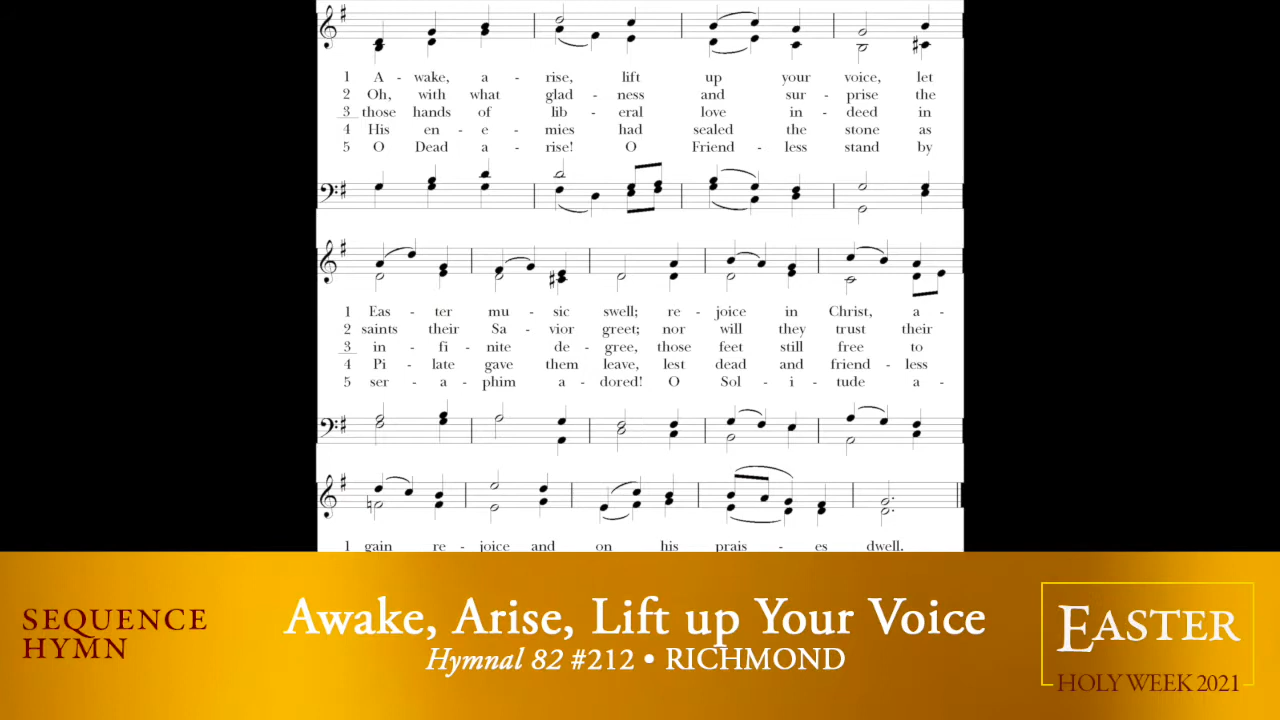 1 A - wake, a - rise, lift up your voice, let
2 Oh, with what glad - ness and sur - prise the
3 those hands of lib - eral love in - deed in
4 His en - e - mies had sealed the stone as
5 O Dead a - rise! O Friend - less stand by
1 Eas - ter mu - sic swell; re - joice in Christ, a -
2 saints their Sa - vior greet; nor will they trust their
3 in - fi - nite de - gree, those feet still free to
4 Pi - late gave them leave, lest dead and friend - less
5 ser - a - phim a - dored! O Sol - i - tude a -
1 gain re - joice and on his prais - es dwell.
SEQUENCE
HYMN
Awake, Arise, Lift up Your Voice
Hymnal 82 #212 • RICHMOND
EASTER
HOLY WEEK 2021